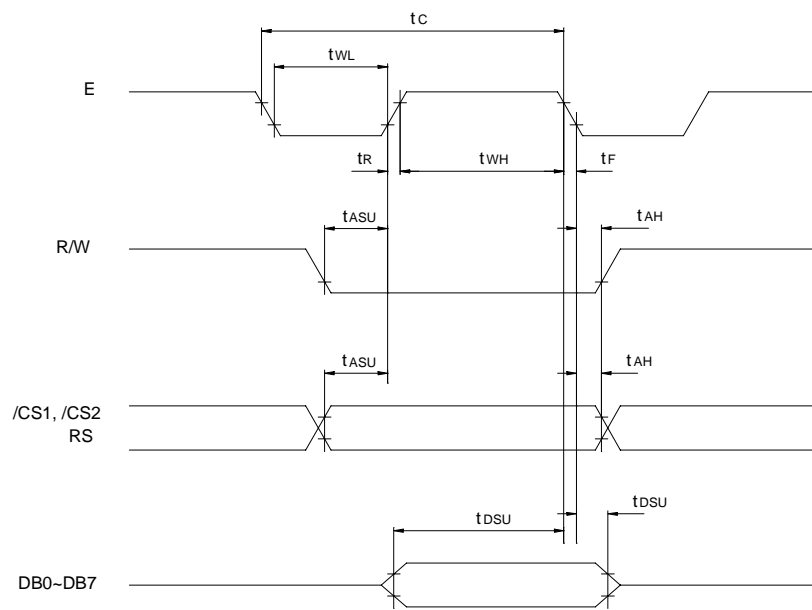 tC
tWL
E
tR
tWH
tF
tASU
tAH
R/W
tASU
tAH
/CS1, /CS2
RS
tDSU
tDSU
DB0~DB7